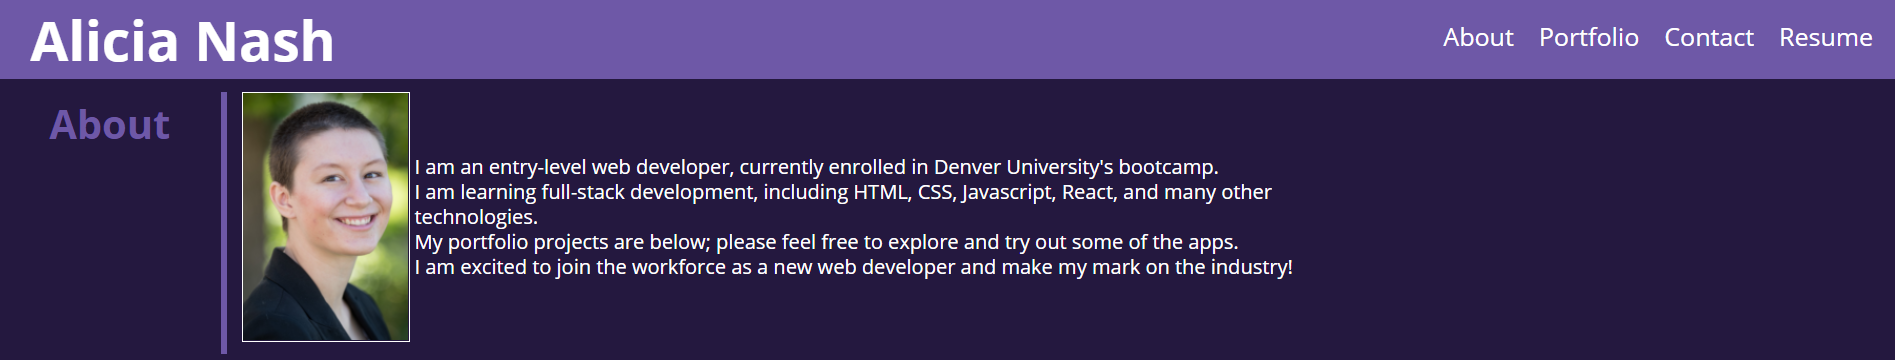 Alicia Nash
About Portfolio Contact Resume
About
I am an entry-level web developer, currently enrolled in Denver University's bootcamp.
I am learning full-stack development, including HTML, CSS, Javascript, React, and many other
technologies.
My portfolio projects are below; please feel free to explore and try out some of the apps.
I am excited to join the workforce as a new web developer and make my mark on the industry!